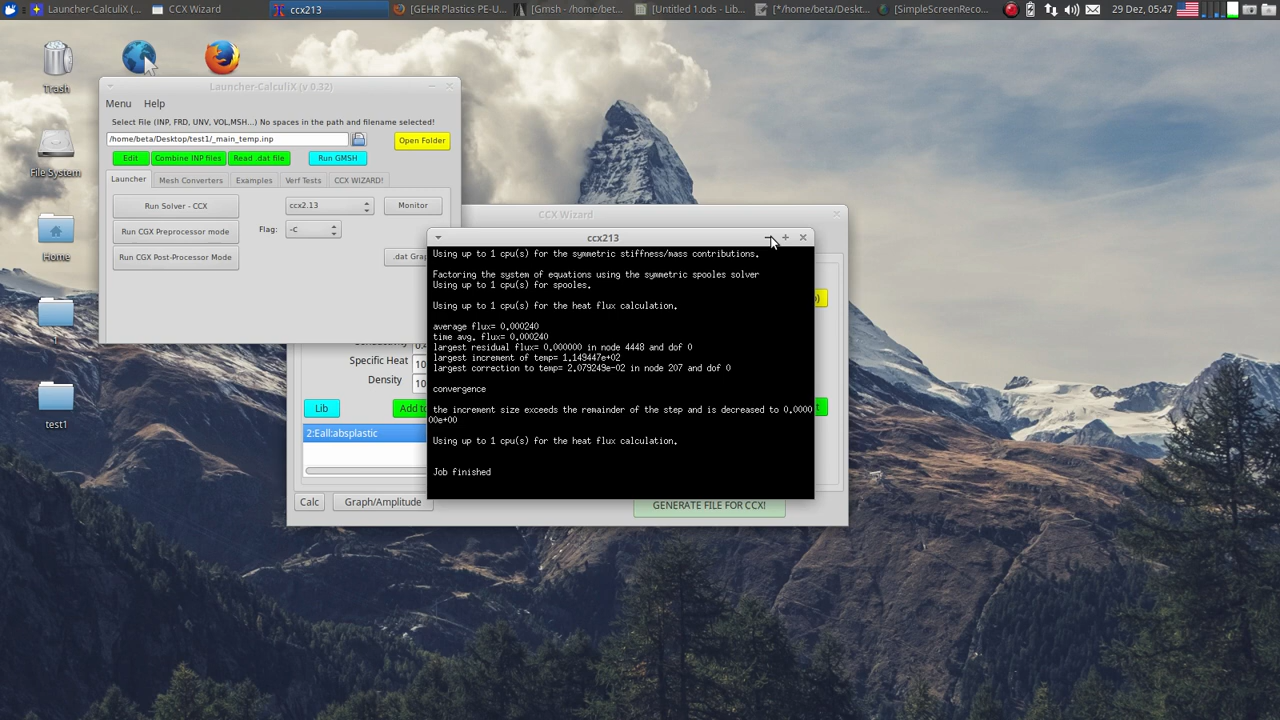 Launcher-CalculiX (...
CCX Wizard
ccx213
[GEHR Plastics PE-U...
[Gmsh - /home/bet...
[Untitled 1.ods - Lib...
[*/home/beta/Deskt...
[SimpleScreenReco...
29 Dez, 05:47
Trash
File System
Home
1
test1
Launcher-CalculiX (v 0.32)
Menu Help
Select File (INP, FRD, UNV, VOL,MSH...) No spaces in the path and filename selected!
/home/beta/Desktop/test1/_main_temp.inp
Open Folder
Edit Combine INP files Read .dat file Run GMSH
Launcher Mesh Converters Examples Verf Tests CCX WIZARD!
Run Solver - CCX ccx2.13 Monitor
Run CGX Preprocessor mode Flag: -c
Run CGX Post-Processor Mode .dat Grap
CCX Wizard
Specific Heat 10
Density 10
Lib Add to
2:Eall:absplastic
Calc Graph/Amplitude GENERATE FILE FOR CCX!
ccx213
Using up to 1 cpu(s) for the symmetric stiffness/mass contributions.
Factoring the system of equations using the symmetric spooles solver
Using up to 1 cpu(s) for spooles.
Using up to 1 cpu(s) for the heat flux calculation.
average flux= 0.000240
time avg. flux= 0.000240
largest residual flux= 0.000000 in node 4448 and dof 0
largest increment of temp= 1.149447e+02
largest correction to temp= 2.079249e-02 in node 207 and dof 0
convergence
the increment size exceeds the remainder of the step and is decreased to 0.0000
00e+00
Using up to 1 cpu(s) for the heat flux calculation.
Job finished